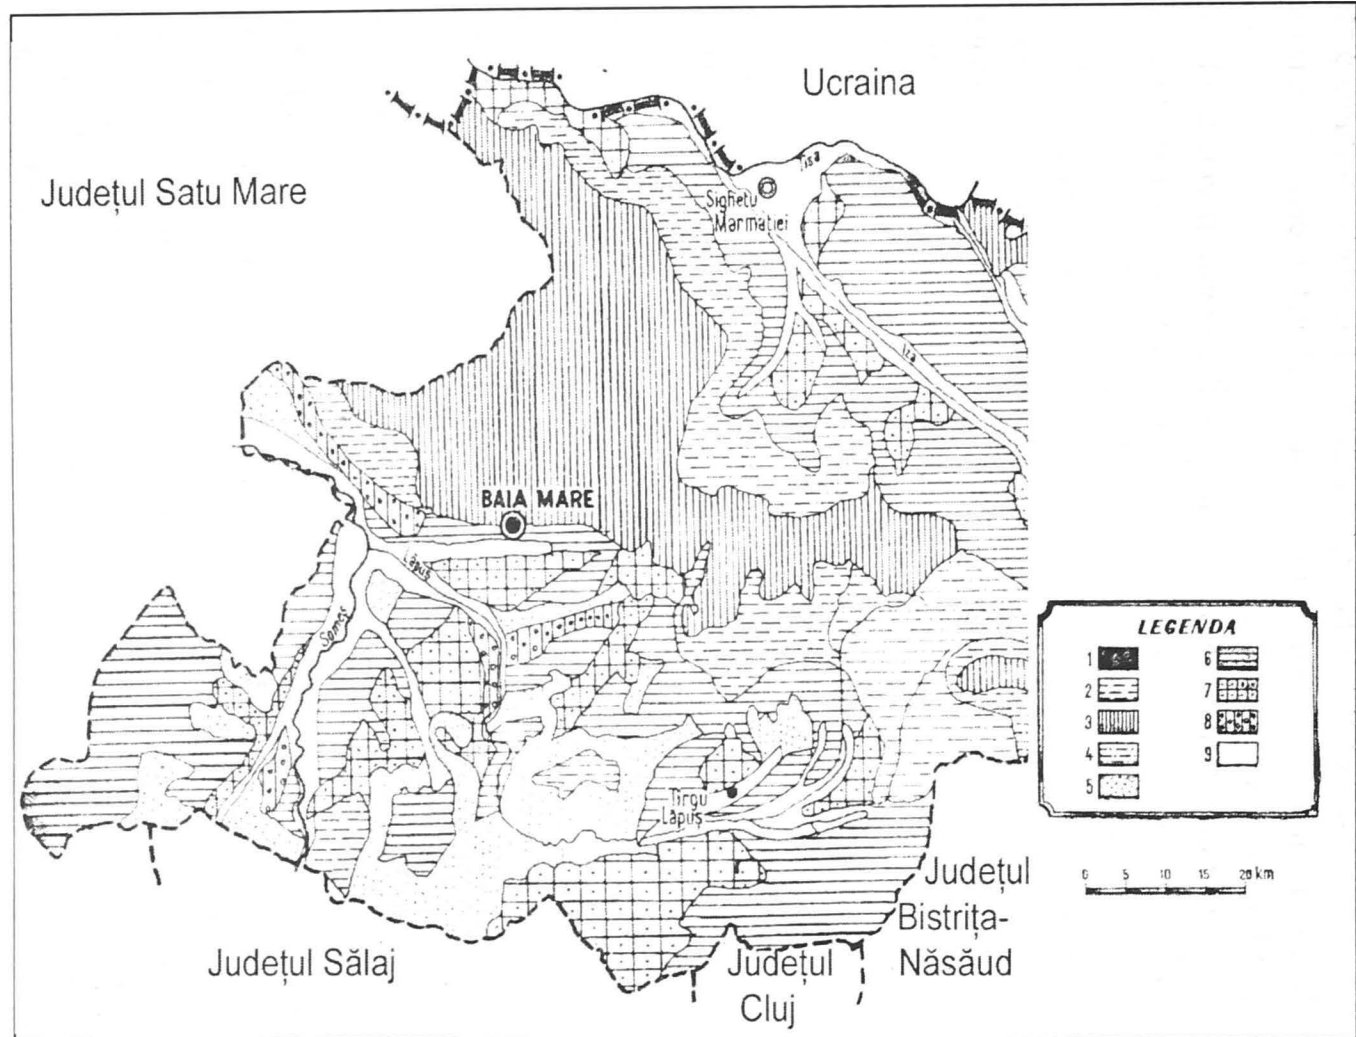 Ucraina
Județul Satu Mare
Tisa
Sighetu
Marmației
Iza
BAIA MARE
Lăpuș
Someș
LEGENDA
1
2
3
4
5
6
7
8
9
Tîrgu
Lăpuș
0 5 10 15 20 km
Județul
Bistrița-
Năsăud
Județul Sălaj
Județul
Cluj